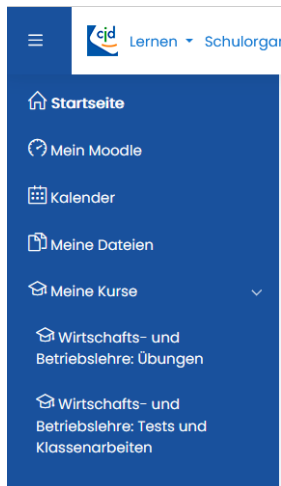 cjd Lernen Schulorgar
Startseite
Mein Moodle
Kalender
Meine Dateien
Meine Kurse
Wirtschafts- und
Betriebslehre: Übungen
Wirtschafts- und
Betriebslehre: Tests und
Klassenarbeiten